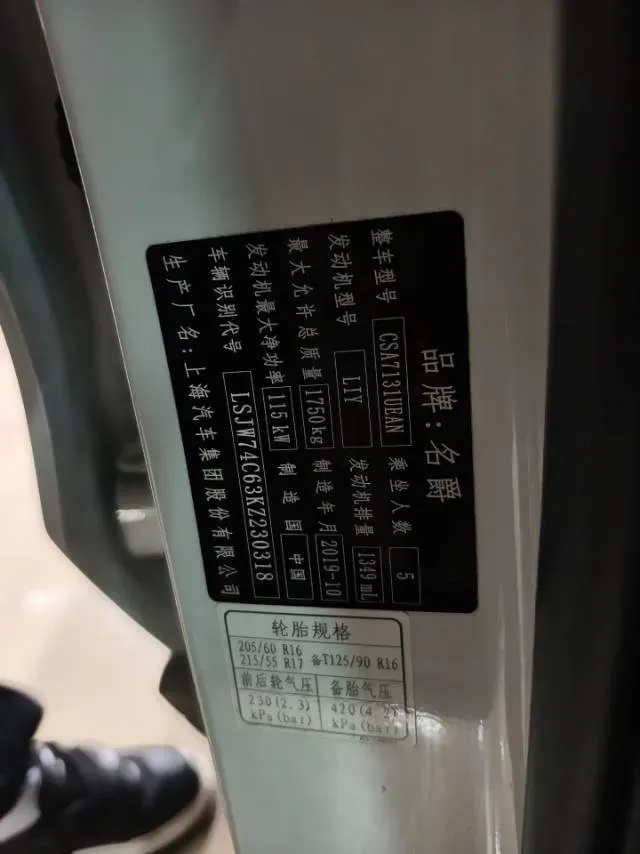 品牌:名爵
整车型号 CSA7131UEAN 乘坐人数 5
发动机型号 LIY 发动机排量 1349 mL
最大允许总质量 1750kg 制造年月 2019-10
发动机最大净功率 115 kW 制造国 中国
车辆识别代号 LSJW74C63KZ230318
生产厂名:上海汽车集团股份有限公司
轮胎规格
205/60 R16
215/55 R17 备T125/90 R16
前后轮气压 备胎气压
230(2.3) 420(4.2)
kPa(bar) kPa(bar)